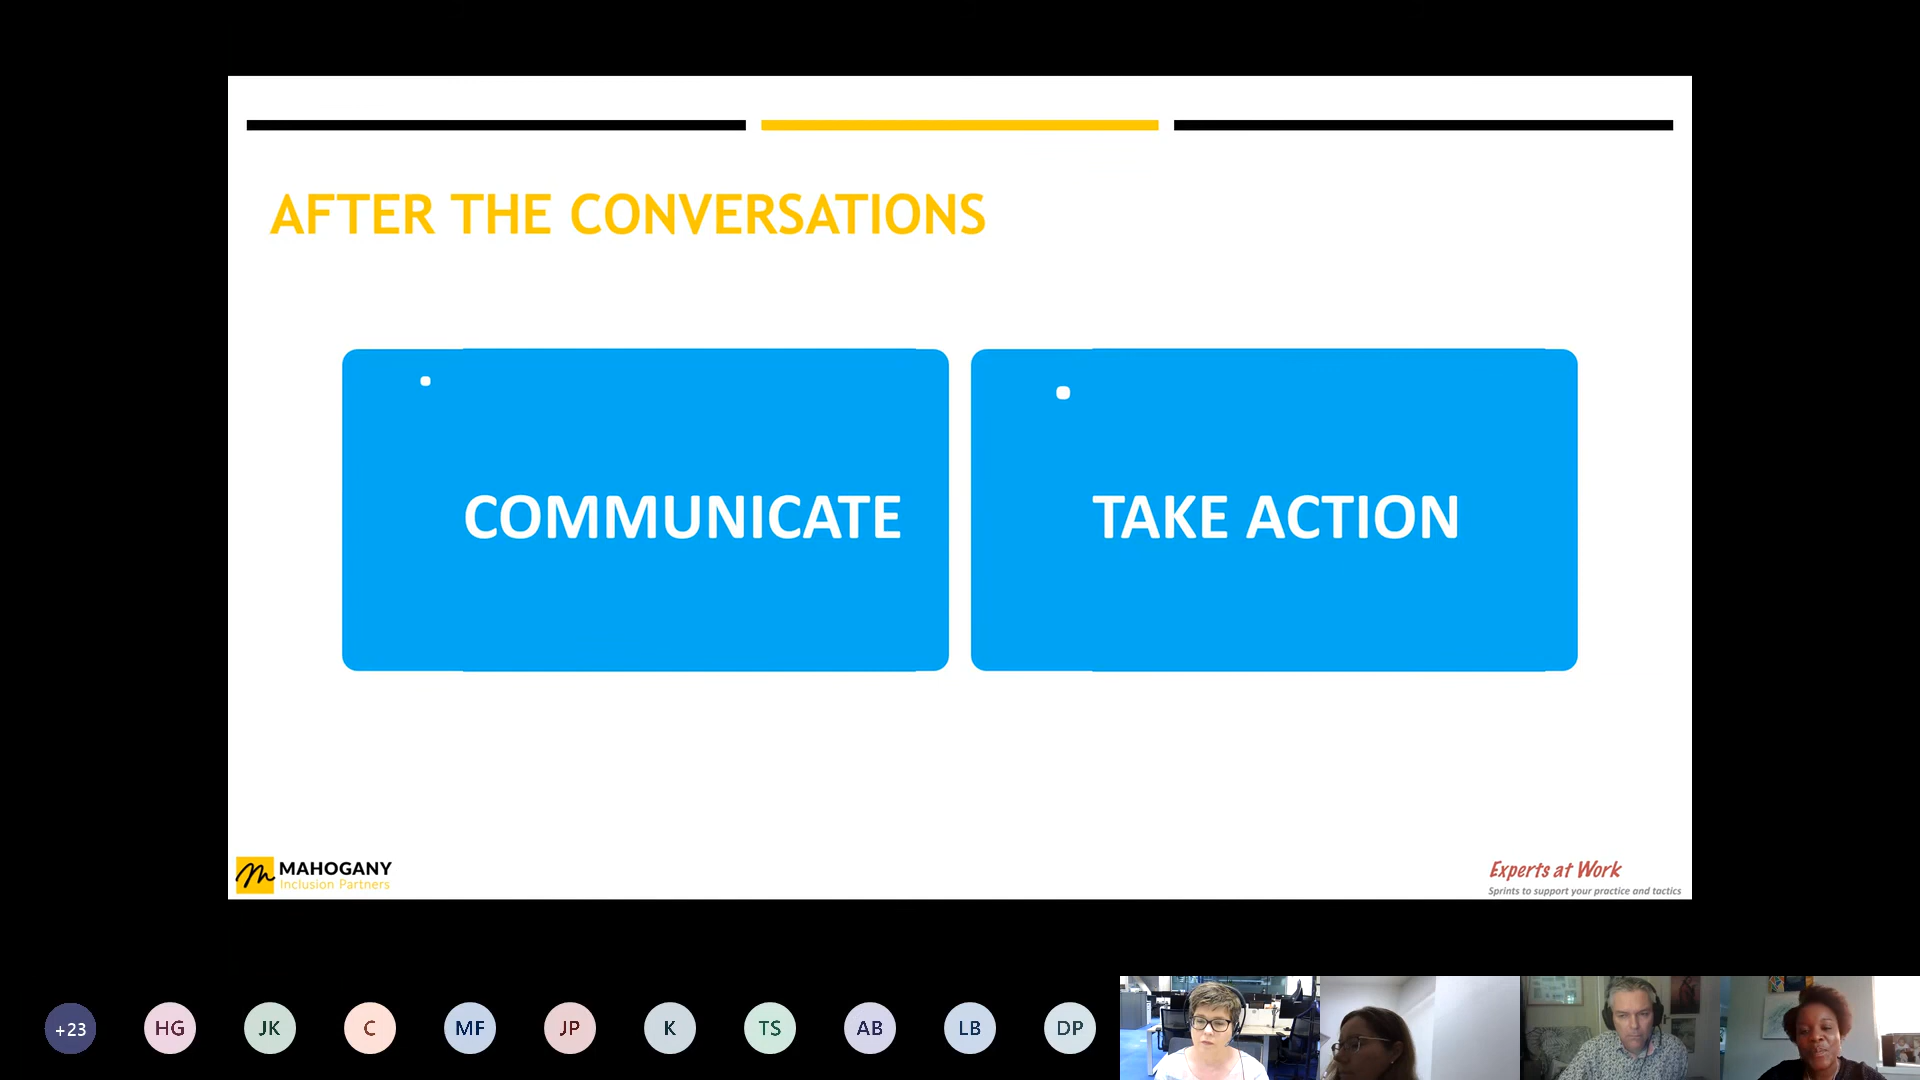 AFTER THE CONVERSATIONS
COMMUNICATE
TAKE ACTION
MAHOGANY
Inclusion Partners
Experts at Work
Sprints to support your practice and tactics
+23
HG
JK
C
MF
JP
K
TS
AB
LB
DP